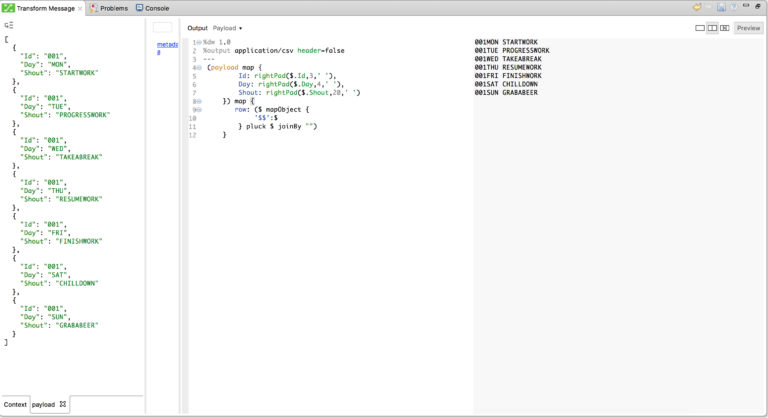 Transform Message
Problems
Console
[
{
"Id": "001",
"Day": "MON",
"Shout": "STARTWORK"
},
{
"Id": "001",
"Day": "TUE",
"Shout": "PROGRESSWORK"
},
{
"Id": "001",
"Day": "WED",
"Shout": "TAKEABREAK"
},
{
"Id": "001",
"Day": "THU",
"Shout": "RESUMEWORK"
},
{
"Id": "001",
"Day": "FRI",
"Shout": "FINISHWORK"
},
{
"Id": "001",
"Day": "SAT",
"Shout": "CHILLDOWN"
},
{
"Id": "001",
"Day": "SUN",
"Shout": "GRABABEER"
}
]
Context
payload
metada
a
Output Payload
Preview
1 %dw 1.0
2 %output application/csv header=false
3 ---
4 (payload map {
5 Id: rightPad($.Id,3,' '),
6 Day: rightPad($.Day,4,' '),
7 Shout: rightPad($.Shout,20,' ')
8 }) map {
9 row: ($ mapObject {
10 '$$':$
11 } pluck $ joinBy "")
12 }
001MON STARTWORK
001TUE PROGRESSWORK
001WED TAKEABREAK
001THU RESUMEWORK
001FRI FINISHWORK
001SAT CHILLDOWN
001SUN GRABABEER